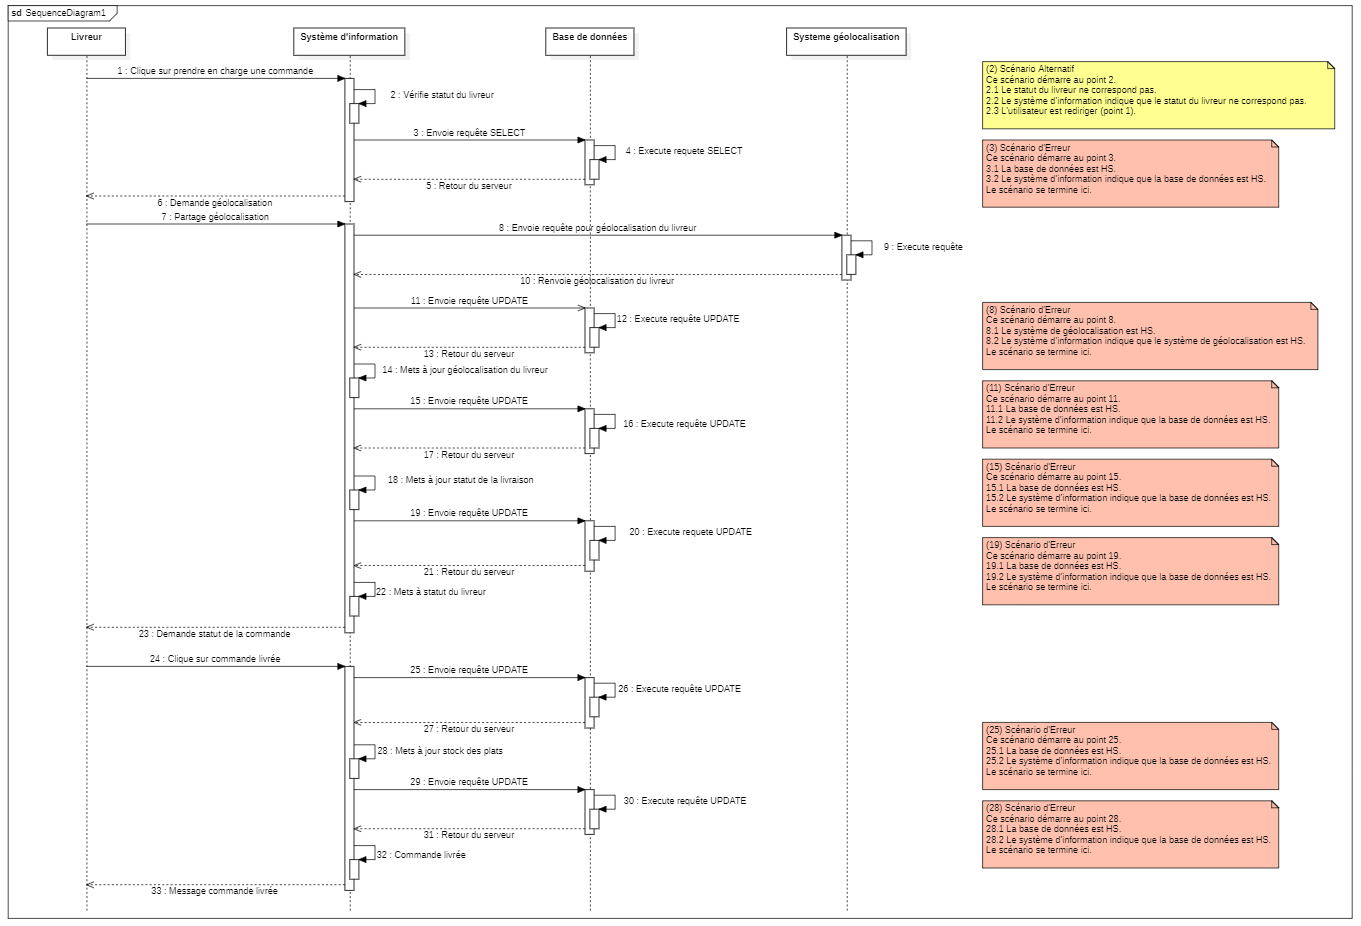 sd SequenceDiagram1
Livreur
Système d'information
Base de données
Systeme géolocalisation
1 : Clique sur prendre en charge une commande
2 : Vérifie statut du livreur
3 : Envoie requête SELECT
4 : Execute requete SELECT
5 : Retour du serveur
6 : Demande géolocalisation
7 : Partage géolocalisation
8 : Envoie requête pour géolocalisation du livreur
9 : Execute requête
10 : Renvoie géolocalisation du livreur
11 : Envoie requête UPDATE
12 : Execute requête UPDATE
13 : Retour du serveur
14 : Mets à jour géolocalisation du livreur
15 : Envoie requête UPDATE
16 : Execute requête UPDATE
17 : Retour du serveur
18 : Mets à jour statut de la livraison
19 : Envoie requête UPDATE
20 : Execute requete UPDATE
21 : Retour du serveur
22 : Mets à statut du livreur
23 : Demande statut de la commande
24 : Clique sur commande livrée
25 : Envoie requête UPDATE
26 : Execute requête UPDATE
27 : Retour du serveur
28 : Mets à jour stock des plats
29 : Envoie requête UPDATE
30 : Execute requête UPDATE
31 : Retour du serveur
32 : Commande livrée
33 : Message commande livrée
(2) Scénario Alternatif
Ce scénario démarre au point 2.
2.1 Le statut du livreur ne correspond pas.
2.2 Le système d'information indique que le statut du livreur ne correspond pas.
2.3 L'utilisateur est rediriger (point 1).
(3) Scénario d'Erreur
Ce scénario démarre au point 3.
3.1 La base de données est HS.
3.2 Le système d'information indique que la base de données est HS.
Le scénario se termine ici.
(8) Scénario d'Erreur
Ce scénario démarre au point 8.
8.1 Le système de géolocalisation est HS.
8.2 Le système d'information indique que le système de géolocalisation est HS.
Le scénario se termine ici.
(11) Scénario d'Erreur
Ce scénario démarre au point 11.
11.1 La base de données est HS.
11.2 Le système d'information indique que la base de données est HS.
Le scénario se termine ici.
(15) Scénario d'Erreur
Ce scénario démarre au point 15.
15.1 La base de données est HS.
15.2 Le système d'information indique que la base de données est HS.
Le scénario se termine ici.
(19) Scénario d'Erreur
Ce scénario démarre au point 19.
19.1 La base de données est HS.
19.2 Le système d'information indique que la base de données est HS.
Le scénario se termine ici.
(25) Scénario d'Erreur
Ce scénario démarre au point 25.
25.1 La base de données est HS.
25.2 Le système d'information indique que la base de données est HS.
Le scénario se termine ici.
(28) Scénario d'Erreur
Ce scénario démarre au point 28.
28.1 La base de données est HS.
28.2 Le système d'information indique que la base de données est HS.
Le scénario se termine ici.